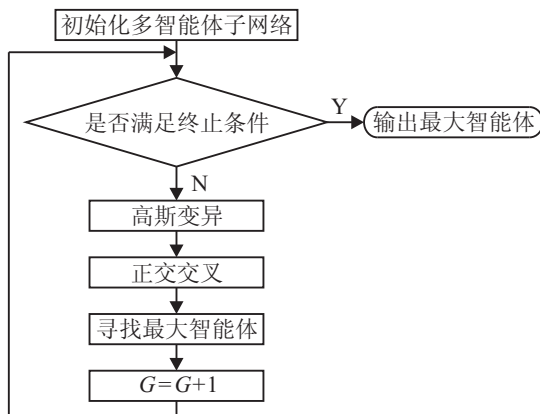 初始化多智能体子网络
是否满足终止条件
Y
输出最大智能体
N
高斯变异
正交交叉
寻找最大智能体
G=G+1